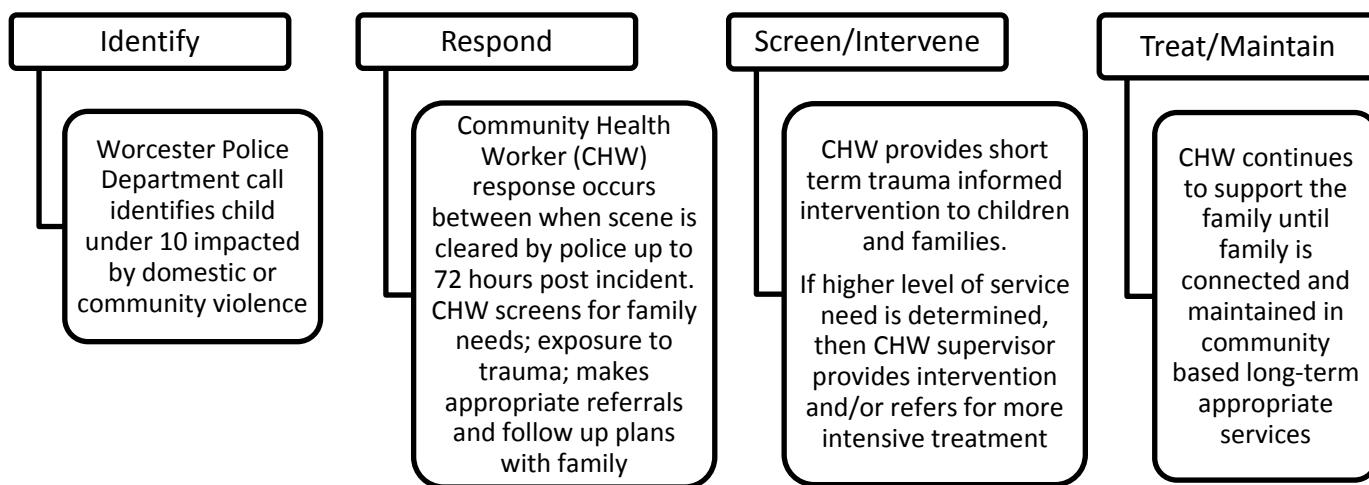 Identify
Worcester Police
Department call
identifies child
under 10 impacted
by domestic or
community violence
Respond
Community Health
Worker (CHW)
response occurs
between when scene is
cleared by police up to
72 hours post incident.
CHW screens for family
needs; exposure to
trauma; makes
appropriate referrals
and follow up plans
with family
Screen/Intervene
CHW provides short
term trauma informed
intervention to children
and families.
If higher level of service
need is determined,
then CHW supervisor
provides intervention
and/or refers for more
intensive treatment
Treat/Maintain
CHW continues
to support the
family until
family is
connected and
maintained in
community
based long-term
appropriate
services